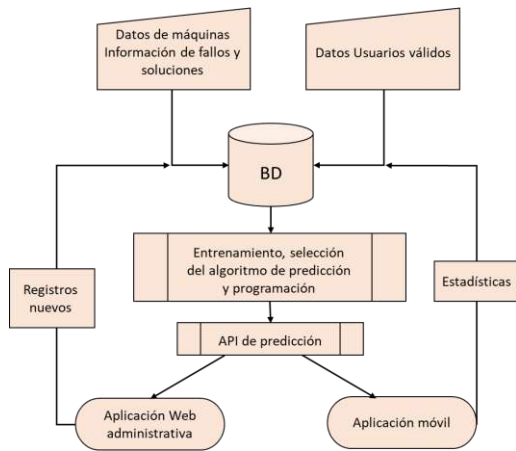 Datos de máquinas
Información de fallos y
soluciones
Datos Usuarios válidos
BD
Entrenamiento, selección
del algoritmo de predicción
y programación
Registros
nuevos
Estadísticas
API de predicción
Aplicación Web
administrativa
Aplicación móvil